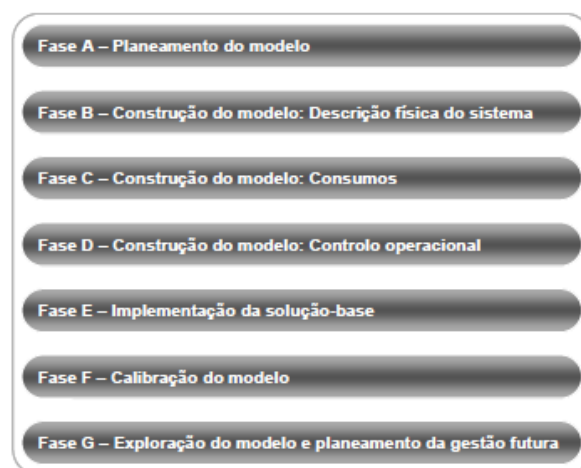 Fase A – Planeamento do modelo
Fase B – Construção do modelo: Descrição física do sistema
Fase C – Construção do modelo: Consumos
Fase D – Construção do modelo: Controlo operacional
Fase E – Implementação da solução-base
Fase F – Calibração do modelo
Fase G – Exploração do modelo e planeamento da gestão futura